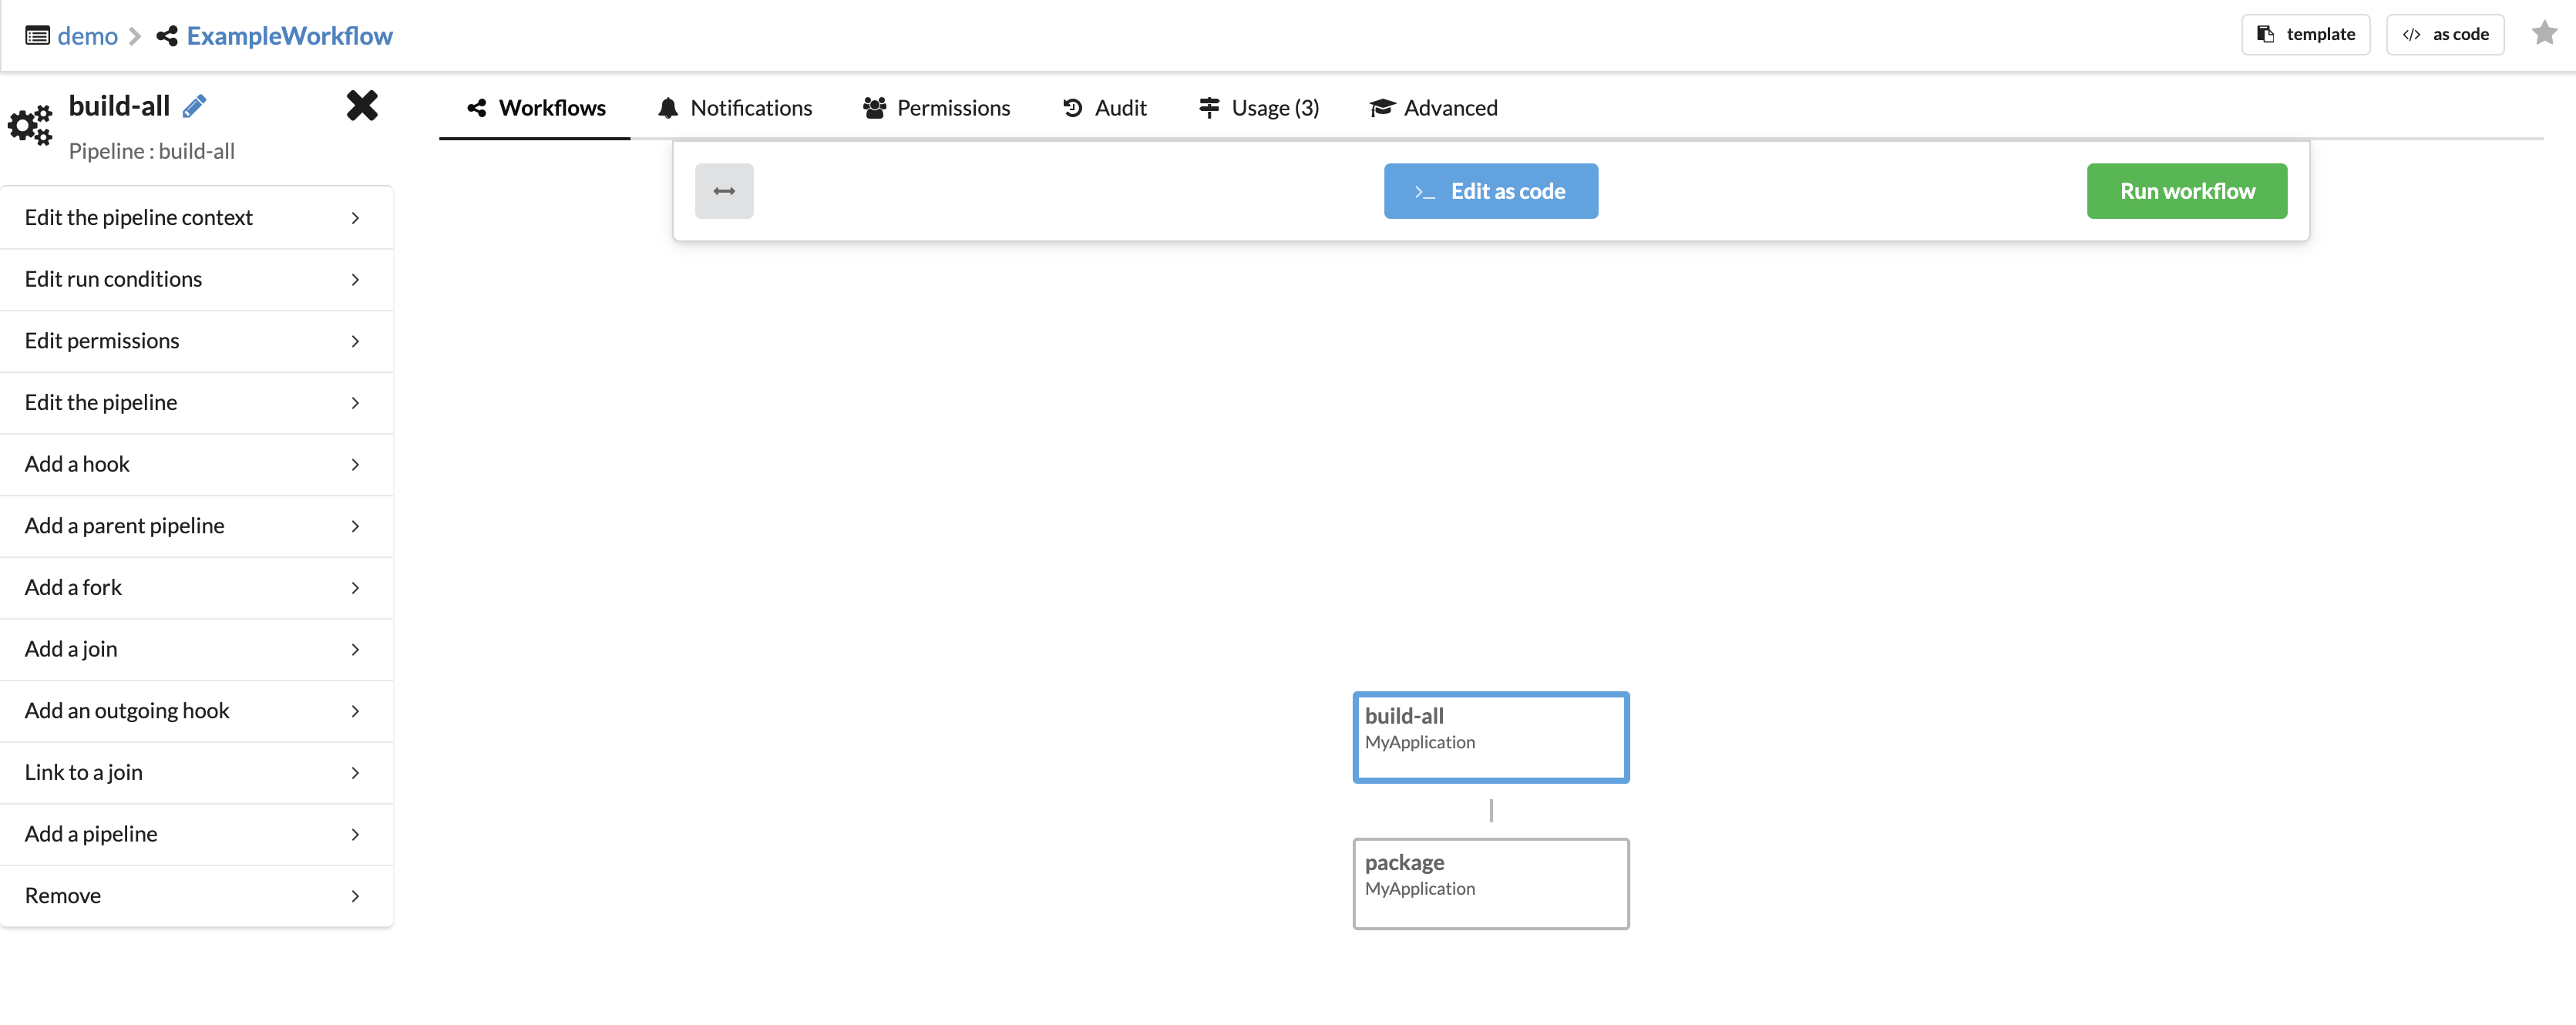 demo ExampleWorkflow
template
as code
build-all
Pipeline : build-all
Edit the pipeline context
Edit run conditions
Edit permissions
Edit the pipeline
Add a hook
Add a parent pipeline
Add a fork
Add a join
Add an outgoing hook
Link to a join
Add a pipeline
Remove
Workflows Notifications Permissions Audit Usage (3) Advanced
Edit as code
Run workflow
build-all
MyApplication
package
MyApplication